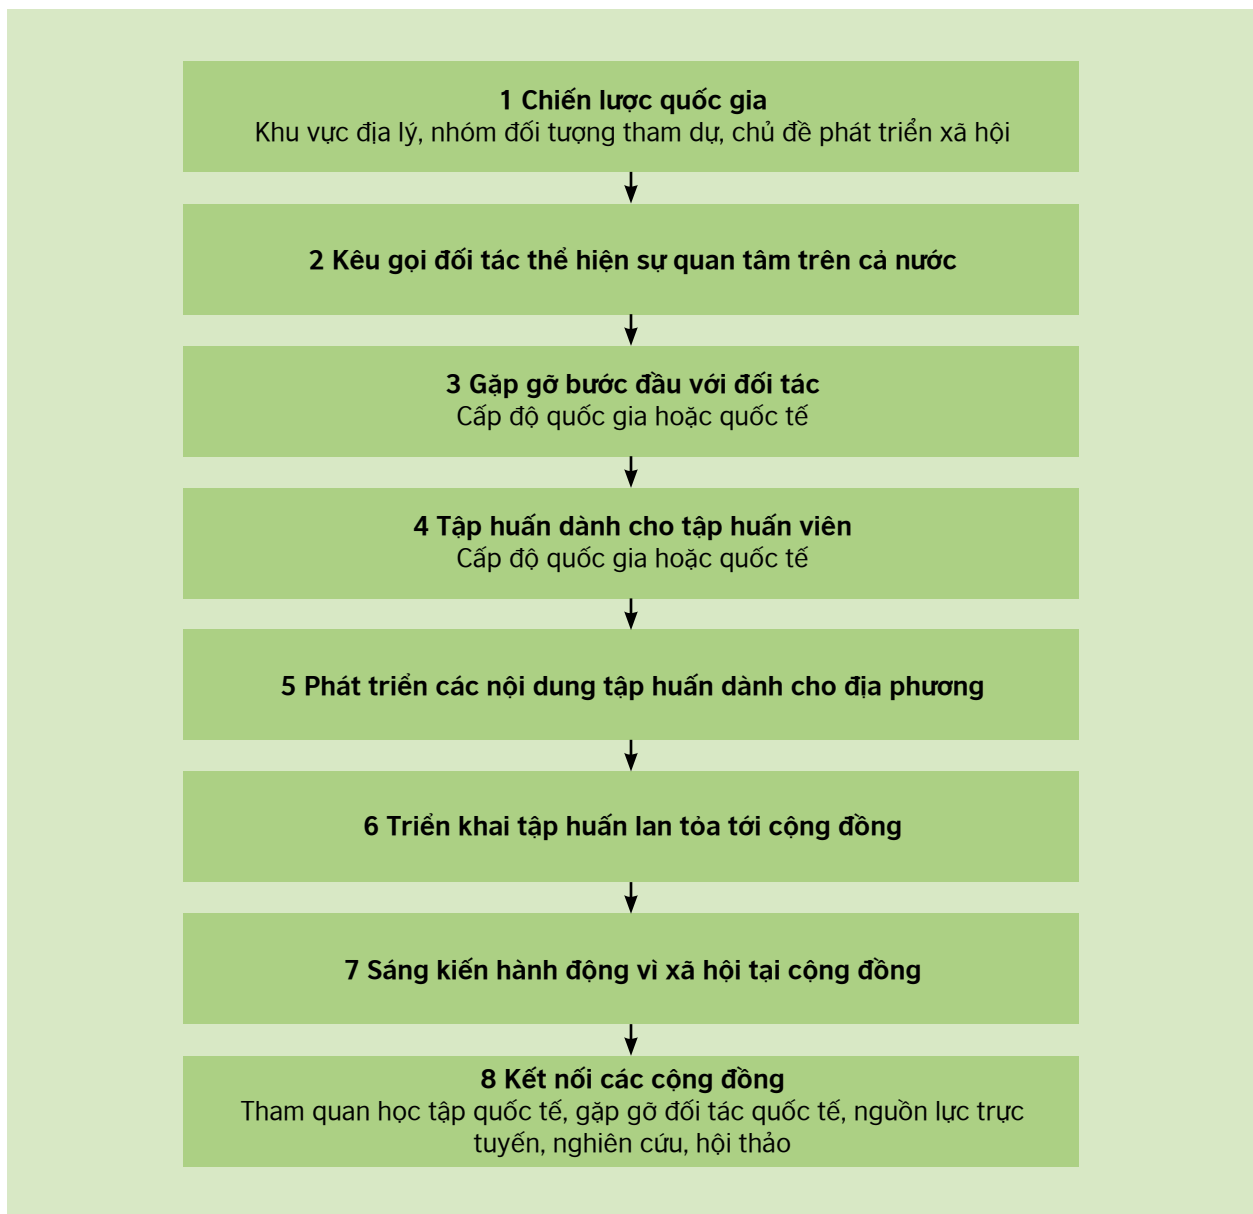 1 Chiến lược quốc gia
Khu vực địa lý, nhóm đối tượng tham dự, chủ đề phát triển xã hội
2 Kêu gọi đối tác thể hiện sự quan tâm trên cả nước
3 Gặp gỡ bước đầu với đối tác
Cấp độ quốc gia hoặc quốc tế
4 Tập huấn dành cho tập huấn viên
Cấp độ quốc gia hoặc quốc tế
5 Phát triển các nội dung tập huấn dành cho địa phương
6 Triển khai tập huấn lan tỏa tới cộng đồng
7 Sáng kiến hành động vì xã hội tại cộng đồng
8 Kết nối các cộng đồng
Tham quan học tập quốc tế, gặp gỡ đối tác quốc tế, nguồn lực trực
tuyến, nghiên cứu, hội thảo